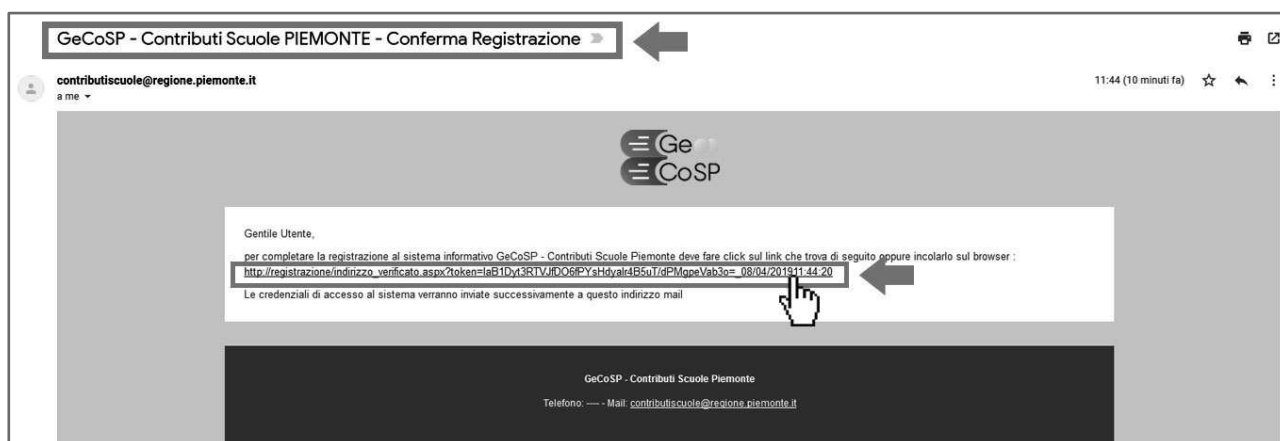 GeCoSP - Contributi Scuole PIEMONTE - Conferma Registrazione
contributiscuole@regione.piemonte.it
11:44 (10 minuti fa)
a me
Ge
CoSP
Gentile Utente,
per completare la registrazione al sistema informativo GeCoSP - Contributi Scuole Piemonte deve fare click sul link che trova di seguito oppure incolarlo sul browser :
http://registrazione/indirizzo_verificato.aspx?token=IaB1Dyt3RTVJfDO6fPYsHdyaIr4B5uT/dPMgpeVab3o=_08/04/201911:44:20
Le credenziali di accesso al sistema verranno inviate successivamente a questo indirizzo mail
GeCoSP - Contributi Scuole Piemonte
Telefono: ---- - Mail: contributiscuole@regione.piemonte.it